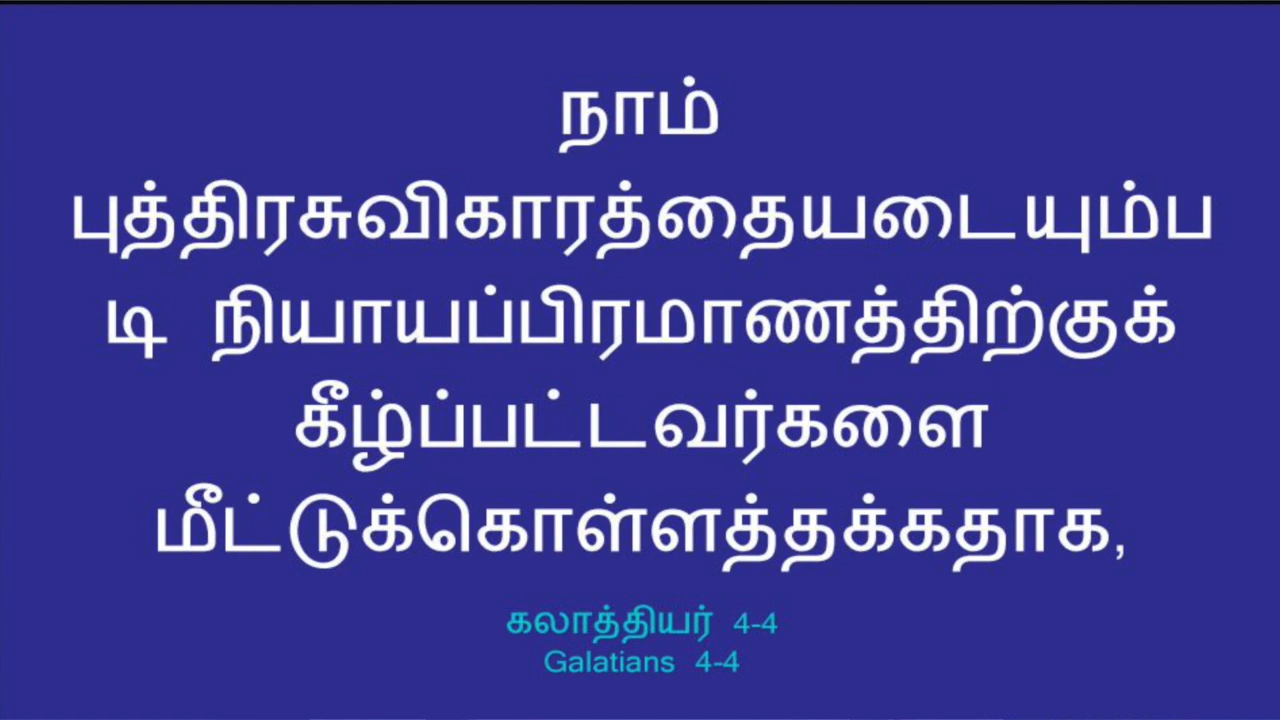 நாம்
புத்திரசுவிகாரத்தையடையும்ப
டி நியாயப்பிரமாணத்திற்குக்
கீழ்ப்பட்டவர்களை
மீட்டுக்கொள்ளத்தக்கதாக,
கலாத்தியர் 4-4
Galatians 4-4